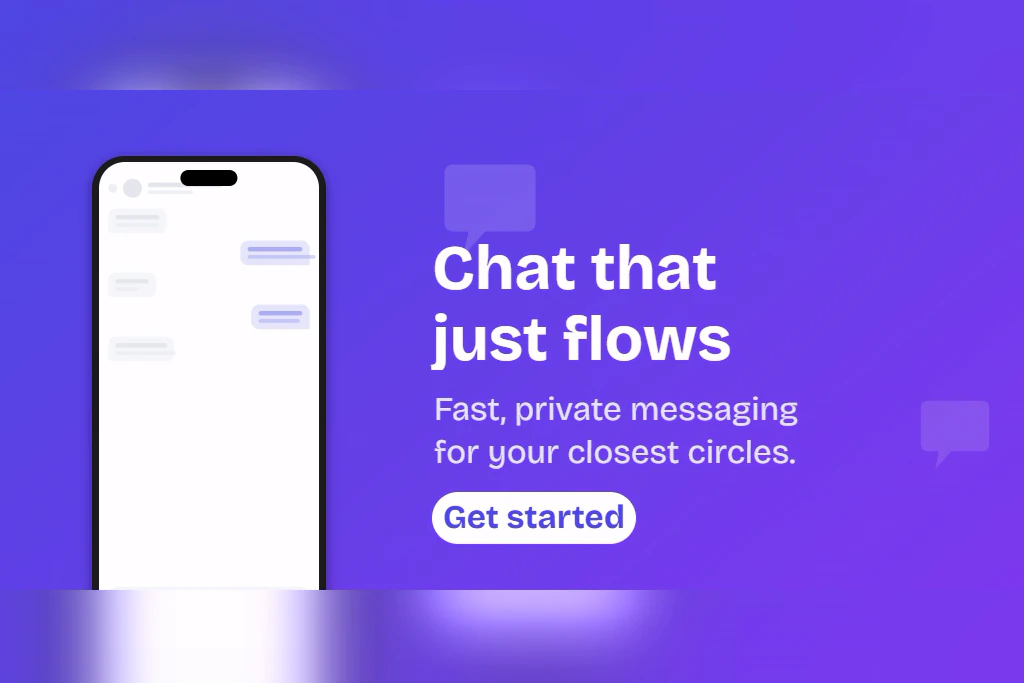 Chat that
just flows
Fast, private messaging
for your closest circles.
Get started